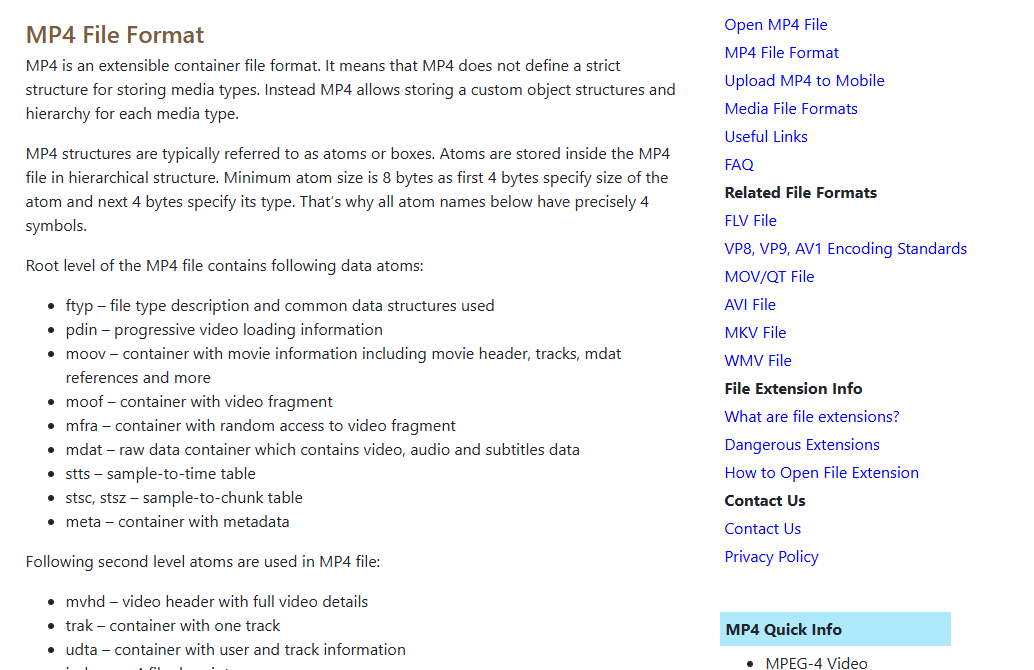 MP4 File Format
MP4 is an extensible container file format. It means that MP4 does not define a strict
structure for storing media types. Instead MP4 allows storing a custom object structures and
hierarchy for each media type.
MP4 structures are typically referred to as atoms or boxes. Atoms are stored inside the MP4
file in hierarchical structure. Minimum atom size is 8 bytes as first 4 bytes specify size of the
atom and next 4 bytes specify its type. That’s why all atom names below have precisely 4
symbols.
Root level of the MP4 file contains following data atoms:
• ftyp – file type description and common data structures used
• pdin – progressive video loading information
• moov – container with movie information including movie header, tracks, mdat
references and more
• moof – container with video fragment
• mfra – container with random access to video fragment
• mdat – raw data container which contains video, audio and subtitles data
• stts – sample-to-time table
• stsc, stsz – sample-to-chunk table
• meta – container with metadata
Following second level atoms are used in MP4 file:
• mvhd – video header with full video details
• trak – container with one track
• udta – container with user and track information
Open MP4 File
MP4 File Format
Upload MP4 to Mobile
Media File Formats
Useful Links
FAQ
Related File Formats
FLV File
VP8, VP9, AV1 Encoding Standards
MOV/QT File
AVI File
MKV File
WMV File
File Extension Info
What are file extensions?
Dangerous Extensions
How to Open File Extension
Contact Us
Contact Us
Privacy Policy
MP4 Quick Info
• MPEG-4 Video